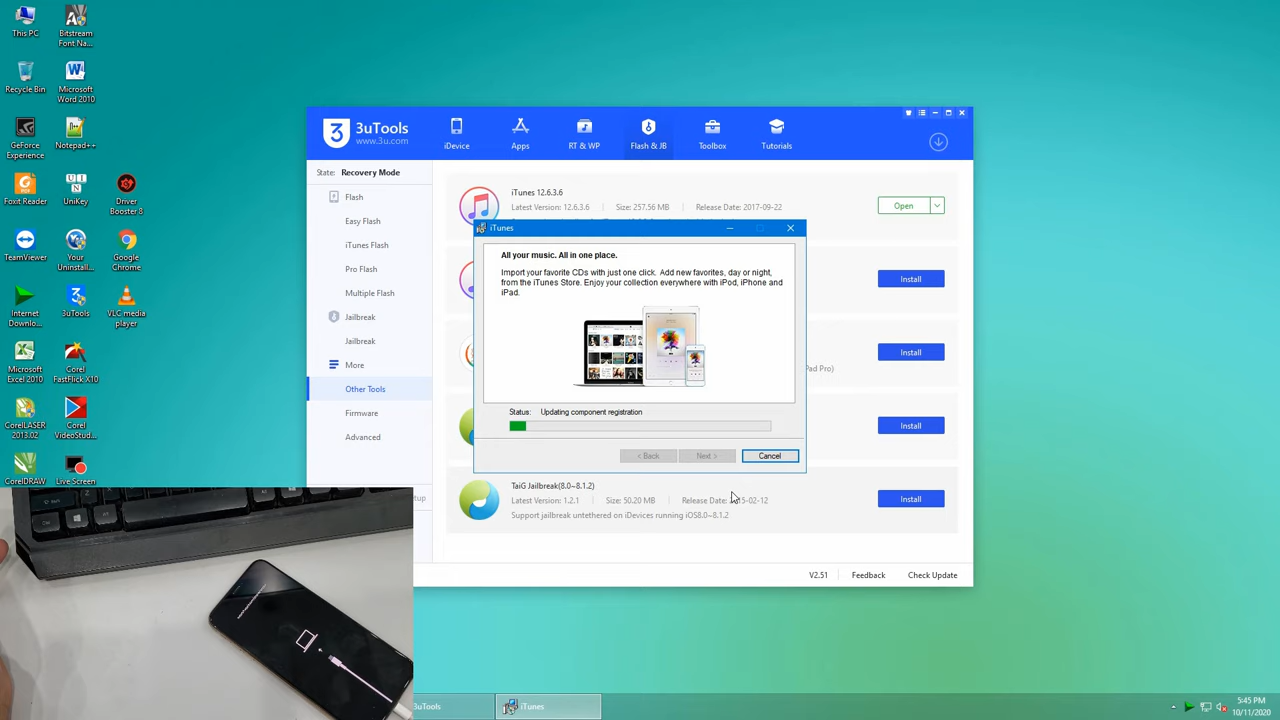 This PC
Bitstream
Font Na...
Recycle Bin
Microsoft
Word 2010
GeForce
Experience
Notepad++
Foxit Reader
UniKey
Driver
Booster 8
TeamViewer
Your
Uninstal...
Google
Chrome
Internet
Downlo...
3uTools
VLC media
player
Microsoft
Excel 2010
Corel
FastFlick X10
CorelLASER
2013.02
Corel
VideoStud...
CorelDRAW
Live Screen
3uTools
www.3u.com
iDevice
Apps
RT & WP
Flash & JB
Toolbox
Tutorials
State: Recovery Mode
Flash
Easy Flash
iTunes Flash
Pro Flash
Multiple Flash
Jailbreak
Jailbreak
More
Other Tools
Firmware
Advanced
iTunes 12.6.3.6
Latest Version: 12.6.3.6 Size: 257.56 MB Release Date: 2017-09-22
Open
Install
Install
Pad Pro)
Install
Install
iTunes
All your music. All in one place.
Import your favorite CDs with just one click. Add new favorites, day or night,
from the iTunes Store. Enjoy your collection everywhere with iPod, iPhone and
iPad.
Status: Updating component registration
< Back
Next >
Cancel
TaiG Jailbreak(8.0~8.1.2)
Latest Version: 1.2.1 Size: 50.20 MB Release Date: 15-02-12
Support jailbreak untethered on iDevices running iOS8.0~8.1.2
V2.51
Feedback
Check Update
3uTools
iTunes
5:45 PM
10/11/2020